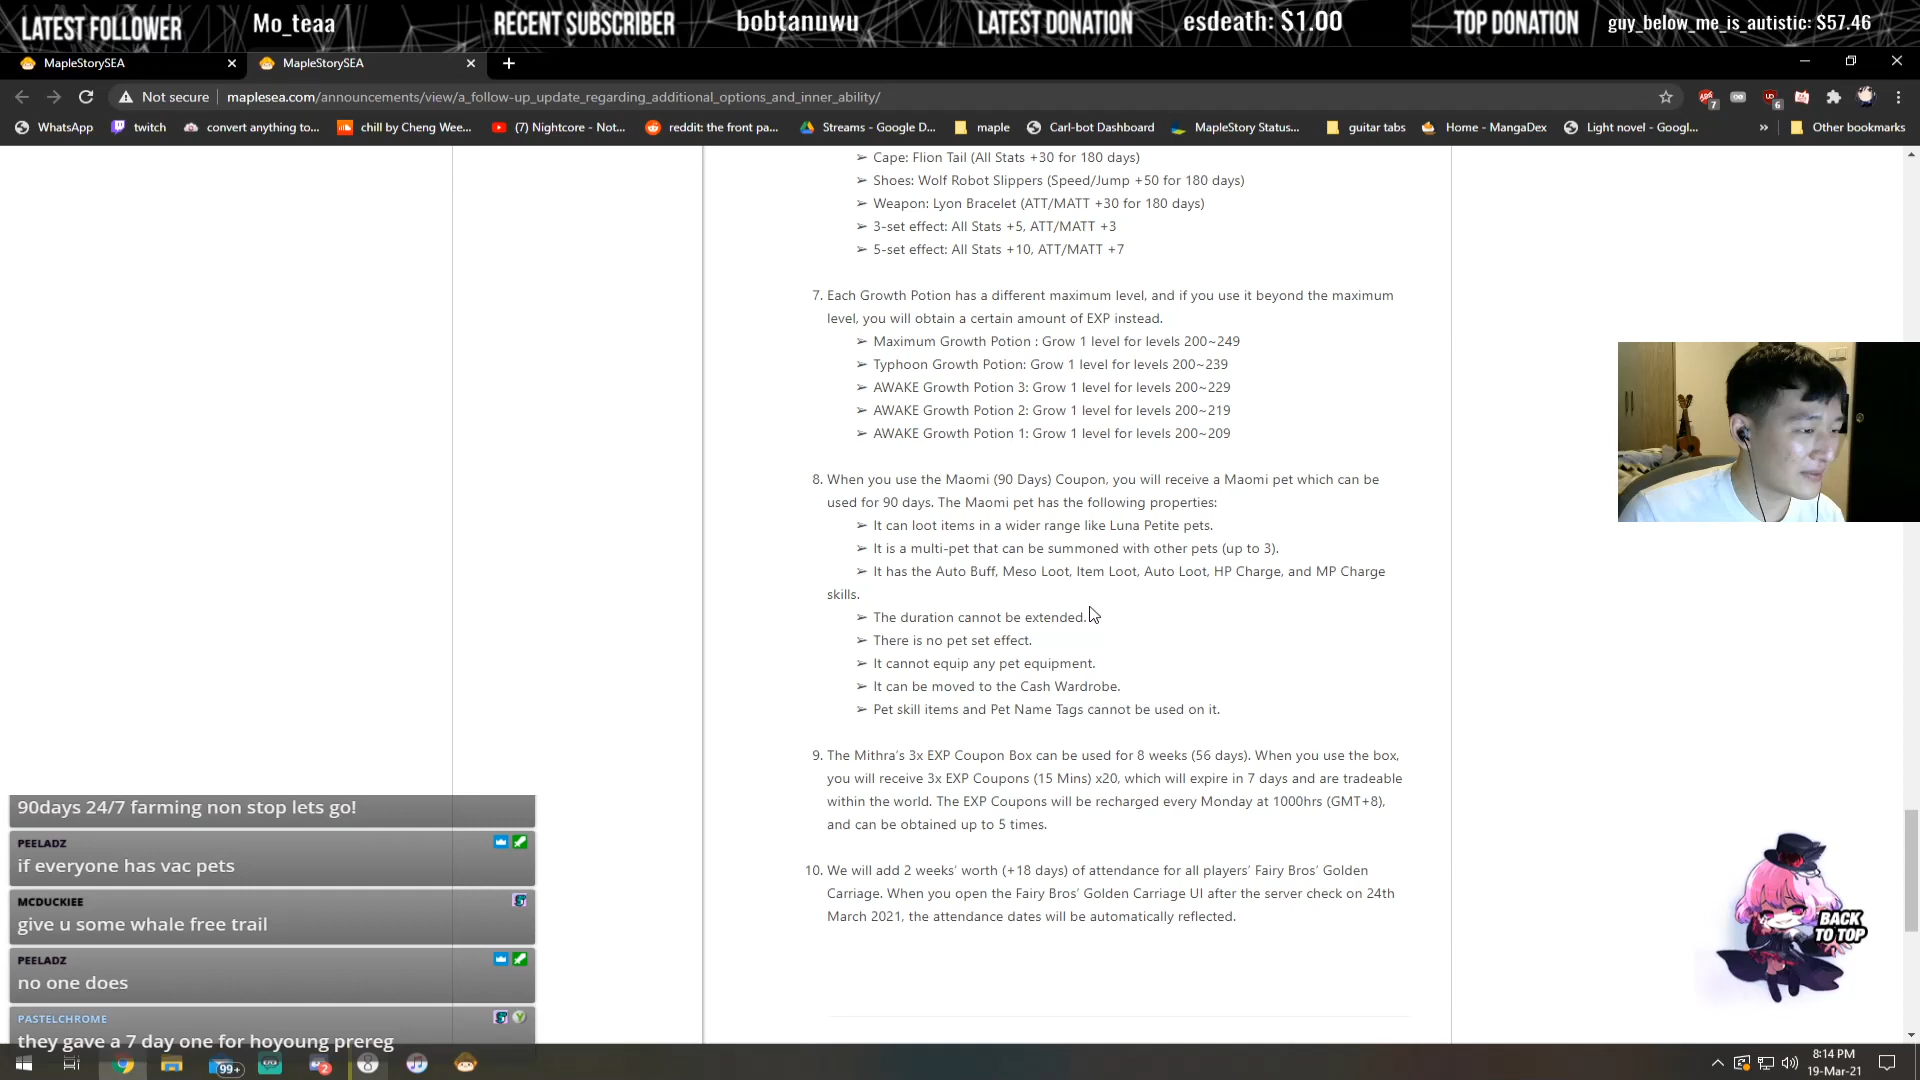 LATEST FOLLOWER Mo_teaa RECENT SUBSCRIBER bobtanuwu LATEST DONATION esdeath: $1.00 TOP DONATION guy_below_me_is_autistic: $57.46
MapleStorySEA MapleStorySEA
Not secure maplesea.com/announcements/view/a_follow-up_update_regarding_additional_options_and_inner_ability/
WhatsApp twitch convert anything to... chill by Cheng Wee... (7) Nightcore - Not... reddit: the front pa... Streams - Google D... maple Carl-bot Dashboard MapleStory Status... guitar tabs Home - MangaDex Light novel - Googl... » Other bookmarks
➢ Cape: Flion Tail (All Stats +30 for 180 days)
➢ Shoes: Wolf Robot Slippers (Speed/Jump +50 for 180 days)
➢ Weapon: Lyon Bracelet (ATT/MATT +30 for 180 days)
➢ 3-set effect: All Stats +5, ATT/MATT +3
➢ 5-set effect: All Stats +10, ATT/MATT +7
7. Each Growth Potion has a different maximum level, and if you use it beyond the maximum
level, you will obtain a certain amount of EXP instead.
➢ Maximum Growth Potion : Grow 1 level for levels 200~249
➢ Typhoon Growth Potion: Grow 1 level for levels 200~239
➢ AWAKE Growth Potion 3: Grow 1 level for levels 200~229
➢ AWAKE Growth Potion 2: Grow 1 level for levels 200~219
➢ AWAKE Growth Potion 1: Grow 1 level for levels 200~209
8. When you use the Maomi (90 Days) Coupon, you will receive a Maomi pet which can be
used for 90 days. The Maomi pet has the following properties:
➢ It can loot items in a wider range like Luna Petite pets.
➢ It is a multi-pet that can be summoned with other pets (up to 3).
➢ It has the Auto Buff, Meso Loot, Item Loot, Auto Loot, HP Charge, and MP Charge
skills.
➢ The duration cannot be extended.
➢ There is no pet set effect.
➢ It cannot equip any pet equipment.
➢ It can be moved to the Cash Wardrobe.
➢ Pet skill items and Pet Name Tags cannot be used on it.
9. The Mithra's 3x EXP Coupon Box can be used for 8 weeks (56 days). When you use the box,
you will receive 3x EXP Coupons (15 Mins) x20, which will expire in 7 days and are tradeable
within the world. The EXP Coupons will be recharged every Monday at 1000hrs (GMT+8),
and can be obtained up to 5 times.
10. We will add 2 weeks' worth (+18 days) of attendance for all players' Fairy Bros' Golden
Carriage. When you open the Fairy Bros' Golden Carriage UI after the server check on 24th
March 2021, the attendance dates will be automatically reflected.
BACK
TO TOP
90days 24/7 farming non stop lets go!
PEELADZ
if everyone has vac pets
MCDUCKIEE
give u some whale free trail
PEELADZ
no one does
PASTELCHROME
they gave a 7 day one for hoyoung prereg
99+ 2
8:14 PM
19-Mar-21